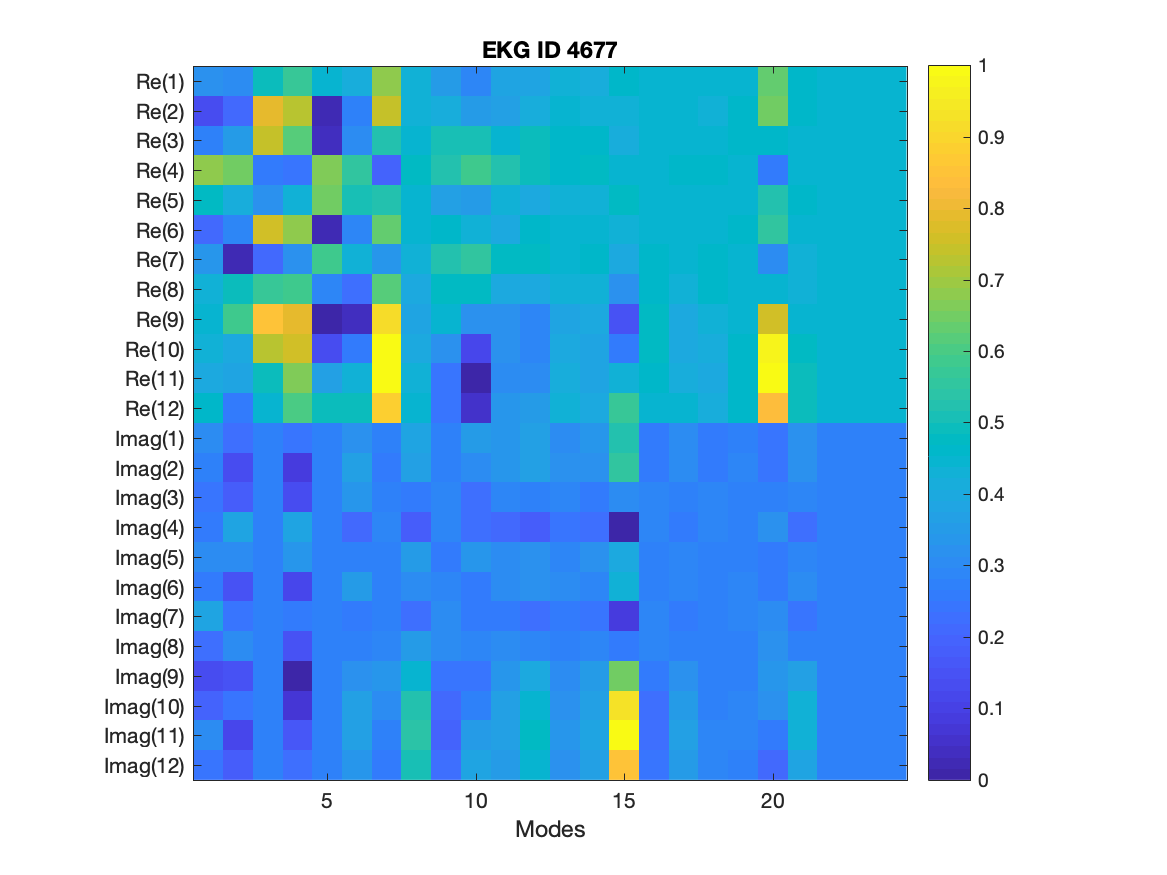 EKG ID 4677
Re(1)
Re(2)
Re(3)
Re(4)
Re(5)
Re(6)
Re(7)
Re(8)
Re(9)
Re(10)
Re(11)
Re(12)
Imag(1)
Imag(2)
Imag(3)
Imag(4)
Imag(5)
Imag(6)
Imag(7)
Imag(8)
Imag(9)
Imag(10)
Imag(11)
Imag(12)
5 10 15 20
Modes
1
0.9
0.8
0.7
0.6
0.5
0.4
0.3
0.2
0.1
0